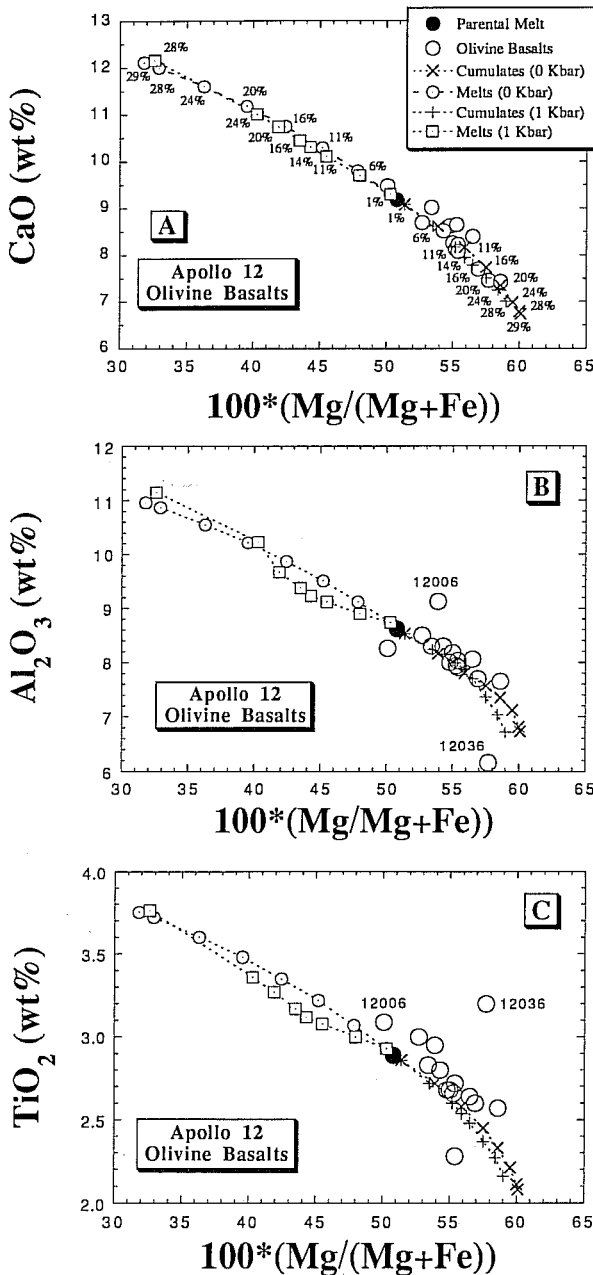 Parental Melt
Olivine Basalts
Cumulates (0 Kbar)
Melts (0 Kbar)
Cumulates (1 Kbar)
Melts (1 Kbar)
CaO (wt%)
13
12
11
10
9
8
7
6
28%
29%
28%
24%
20%
24%
16%
20%
16%
11%
14%
11%
6%
1%
1%
6%
11%
11%
14%
16%
16%
20%
20%
24%
24%
28%
28%
29%
A
Apollo 12
Olivine Basalts
30 35 40 45 50 55 60 65
100*(Mg/(Mg+Fe))
Al2O3 (wt%)
12
11
10
9
8
7
6
B
12006
12036
Apollo 12
Olivine Basalts
30 35 40 45 50 55 60 65
100*(Mg/Mg+Fe))
TiO2 (wt%)
4.0
3.5
3.0
2.5
2.0
C
12006
12036
Apollo 12
Olivine Basalts
30 35 40 45 50 55 60 65
100*(Mg/(Mg+Fe))